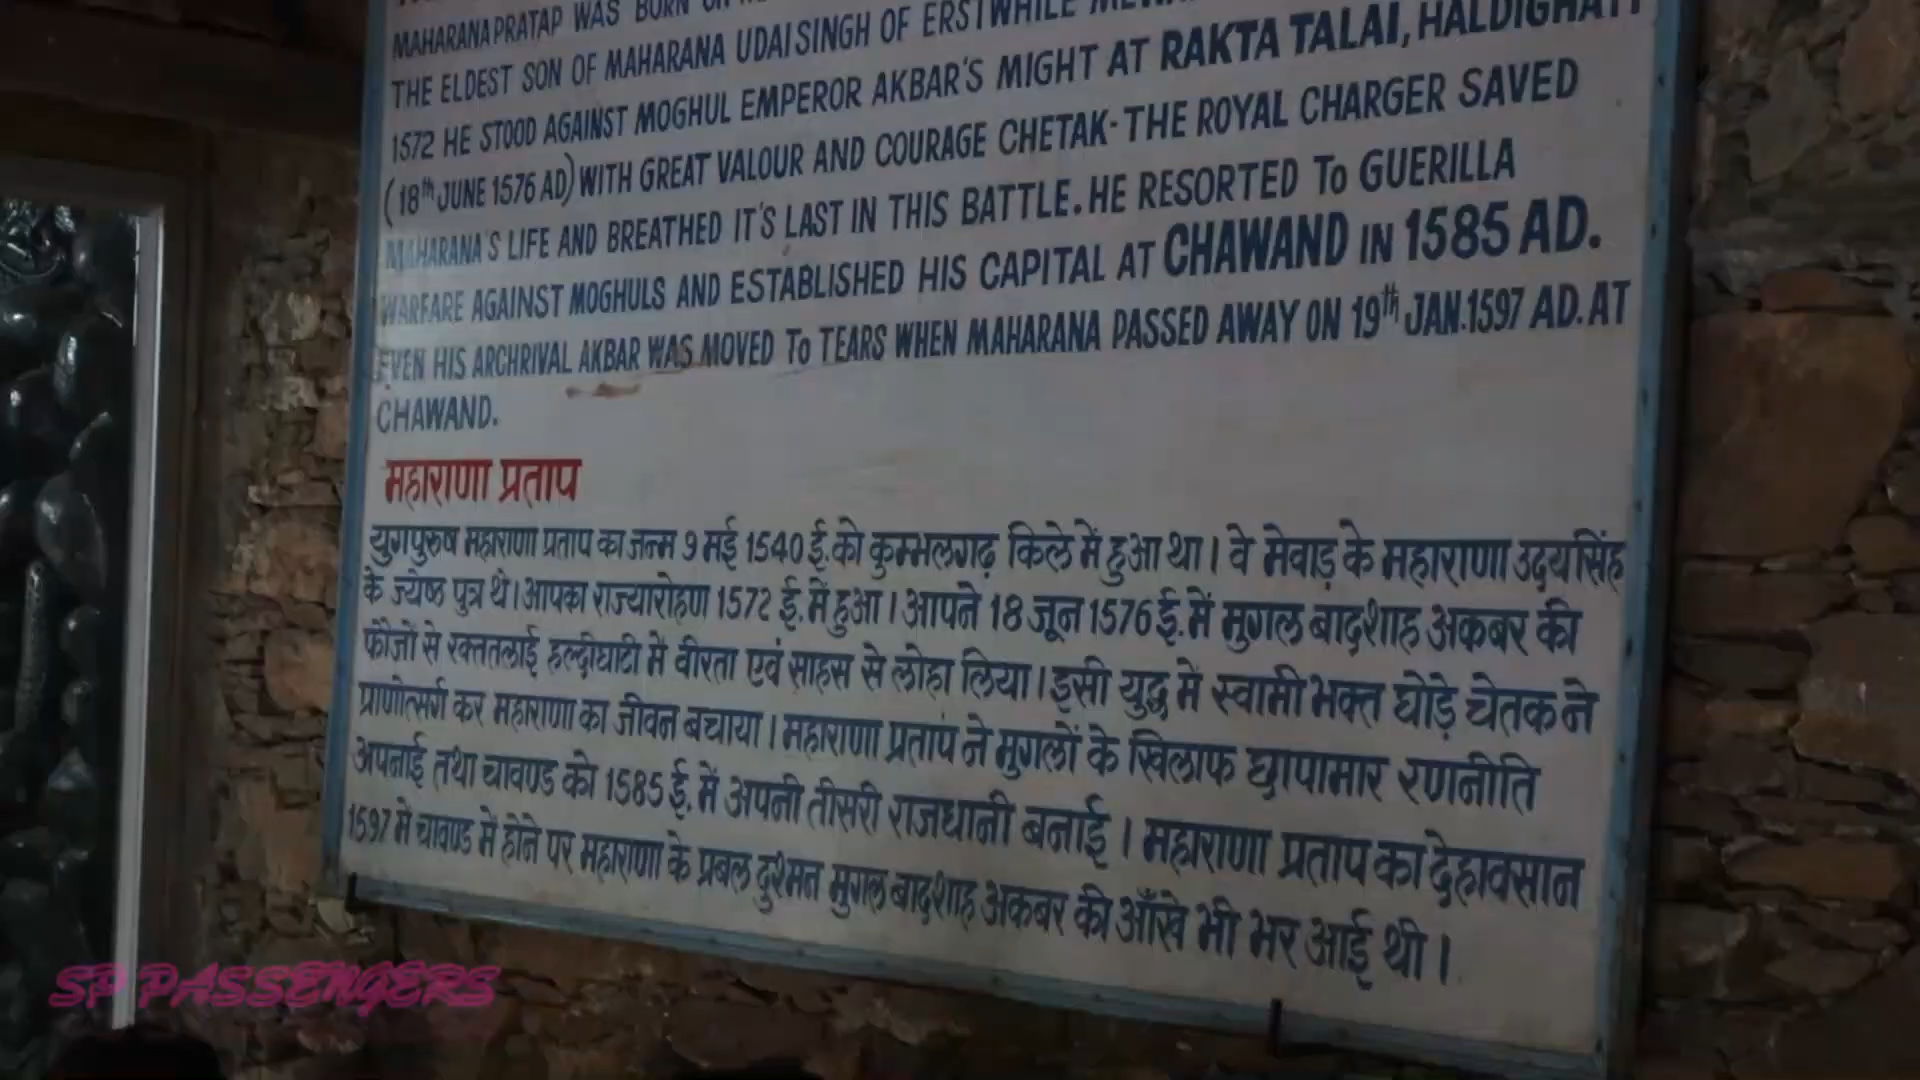 MAHARANA PRATAP WAS BORN
THE ELDEST SON OF MAHARANA UDAISINGH OF ERSTWHILE
1572 HE STOOD AGAINST MOGHUL EMPEROR AKBAR'S MIGHT AT RAKTA TALAI, HALDIGHATI
(18th JUNE 1576 AD) WITH GREAT VALOUR AND COURAGE CHETAK-THE ROYAL CHARGER SAVED
MAHARANA'S LIFE AND BREATHED IT'S LAST IN THIS BATTLE. HE RESORTED To GUERILLA
WARFARE AGAINST MOGHULS AND ESTABLISHED HIS CAPITAL AT CHAWAND IN 1585 AD.
EVEN HIS ARCHRIVAL AKBAR WAS MOVED To TEARS WHEN MAHARANA PASSED AWAY ON 19th JAN.1597 AD. AT
CHAWAND.
महाराणा प्रताप
युगपुरुष महाराणा प्रताप का जन्म 9 मई 1540 ई. को कुम्भलगढ़ किले में हुआ था। वे मेवाड़ के महाराणा उदयसिंह
के ज्येष्ठ पुत्र थे। आपका राज्यारोहण 1572 ई. में हुआ। आपने 18 जून 1576 ई. में मुगल बादशाह अकबर की
फौजों से रक्ततलाई हल्दीघाटी में वीरता एवं साहस से लोहा लिया। इसी युद्ध में स्वामीभक्त घोड़े चेतक ने
प्राणोत्सर्ग कर महाराणा का जीवन बचाया। महाराणा प्रताप ने मुगलों के खिलाफ छापामार रणनीति
अपनाई तथा चावण्ड को 1585 ई. में अपनी तीसरी राजधानी बनाई। महाराणा प्रताप का देहावसान
1597 में चावण्ड में होने पर महाराणा के प्रबल दुश्मन मुगल बादशाह अकबर की आँखे भी भर आई थी।
SP PASSENGERS